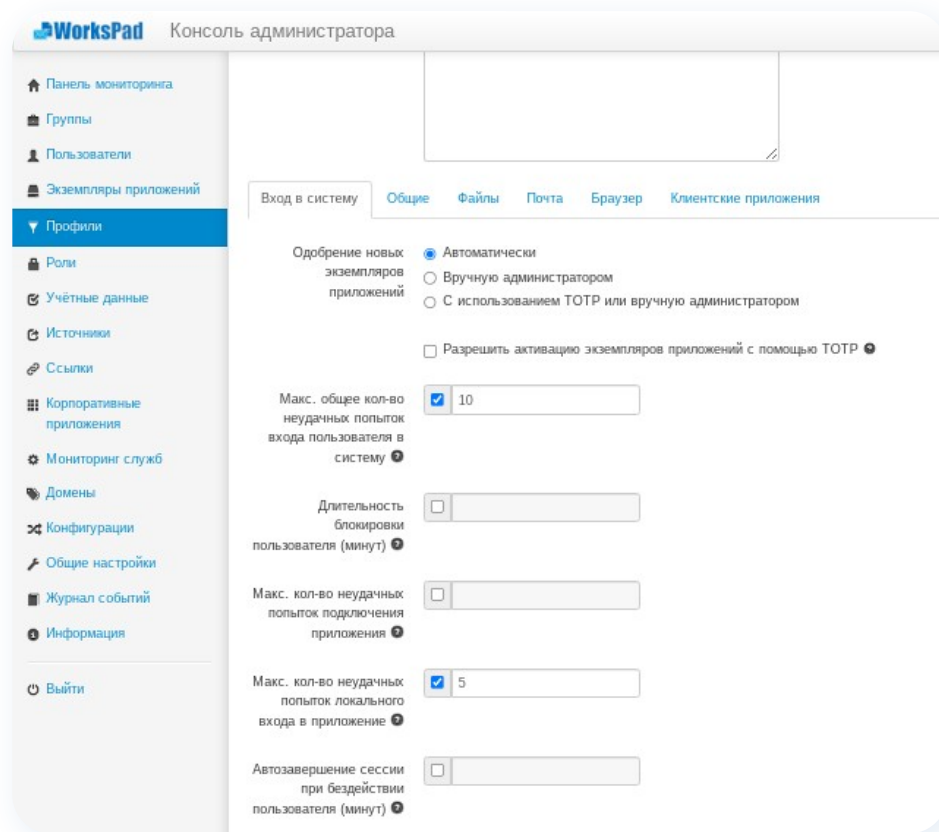 WorksPad Консоль администратора
Панель мониторинга
Группы
Пользователи
Экземпляры приложений
Профили
Роли
Учётные данные
Источники
Ссылки
Корпоративные
приложения
Мониторинг служб
Домены
Конфигурации
Общие настройки
Журнал событий
Информация
Выйти
Вход в систему Общие Файлы Почта Браузер Клиентские приложения
Одобрение новых
экземпляров
приложений
Автоматически
Вручную администратором
С использованием TOTP или вручную администратором
Разрешить активацию экземпляров приложений с помощью TOTP
Макс. общее кол-во
неудачных попыток
входа пользователя в
систему
10
Длительность
блокировки
пользователя (минут)
Макс. кол-во неудачных
попыток подключения
приложения
Макс. кол-во неудачных
попыток локального
входа в приложение
5
Автозавершение сессии
при бездействии
пользователя (минут)